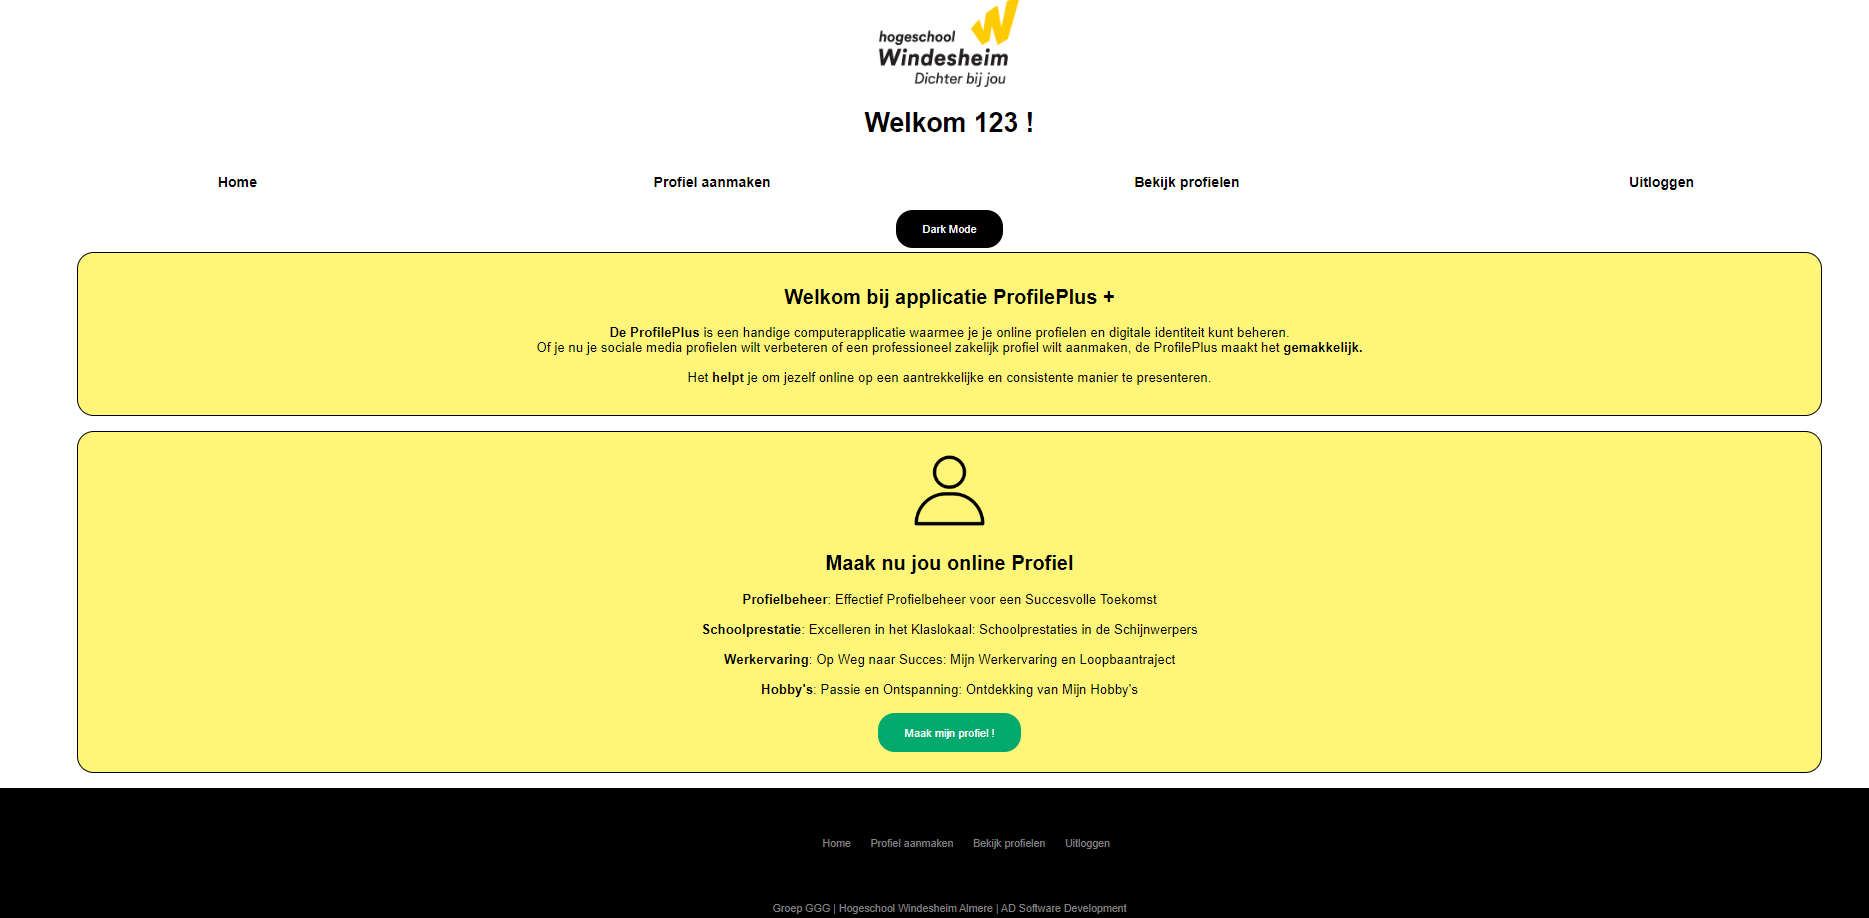 hogeschool
Windesheim
Dichter bij jou
Welkom 123 !
Home Profiel aanmaken Bekijk profielen Uitloggen
Dark Mode
Welkom bij applicatie ProfilePlus +
De ProfilePlus is een handige computerapplicatie waarmee je je online profielen en digitale identiteit kunt beheren.
Of je nu je sociale media profielen wilt verbeteren of een professioneel zakelijk profiel wilt aanmaken, de ProfilePlus maakt het gemakkelijk.
Het helpt je om jezelf online op een aantrekkelijke en consistente manier te presenteren.
Maak nu jou online Profiel
Profielbeheer: Effectief Profielbeheer voor een Succesvolle Toekomst
Schoolprestatie: Excelleren in het Klaslokaal: Schoolprestaties in de Schijnwerpers
Werkervaring: Op Weg naar Succes: Mijn Werkervaring en Loopbaantraject
Hobby's: Passie en Ontspanning: Ontdekking van Mijn Hobby's
Maak mijn profiel !
Home Profiel aanmaken Bekijk profielen Uitloggen
Groep GGG | Hogeschool Windesheim Almere | AD Software Development